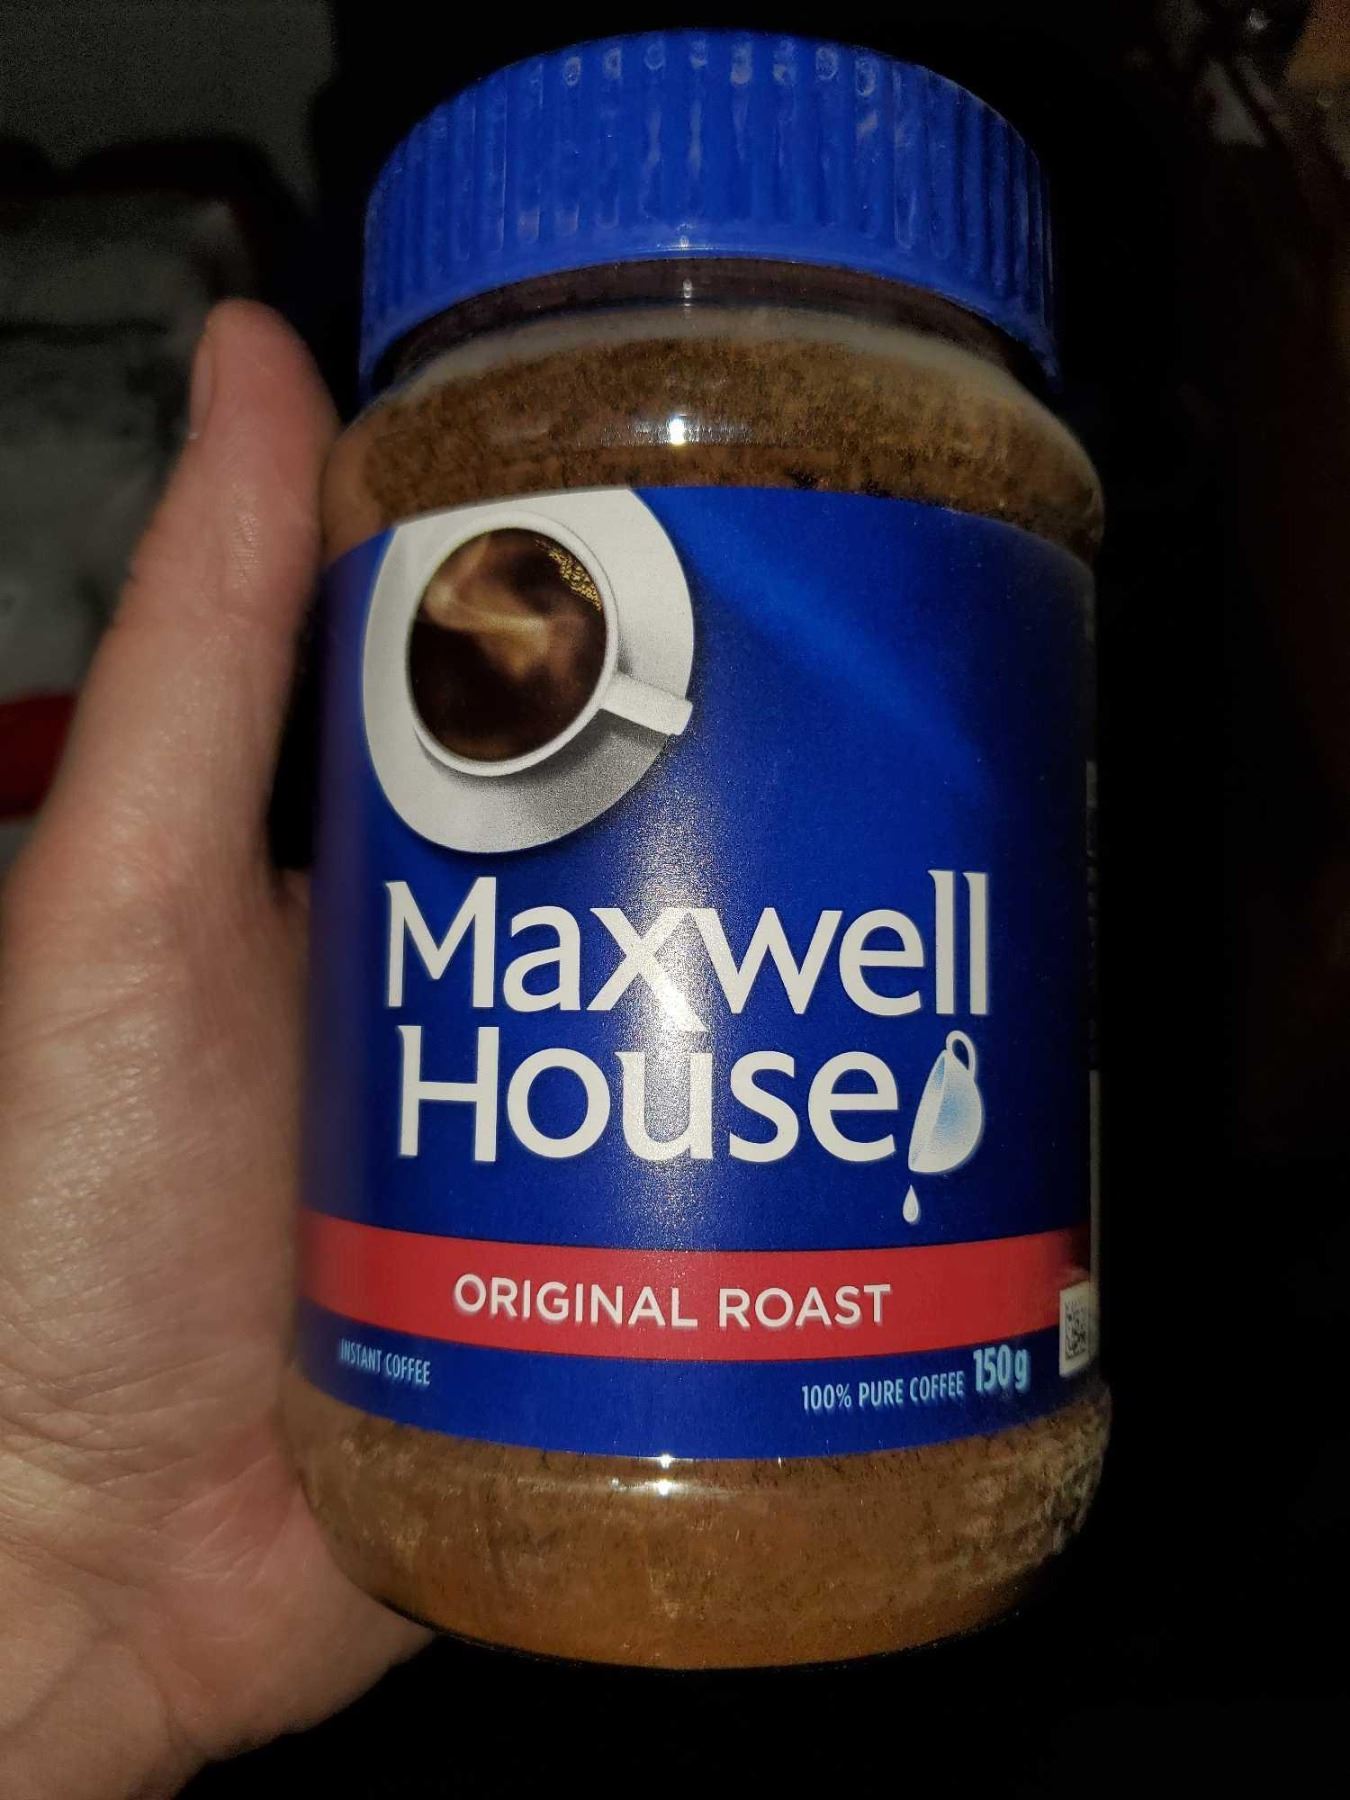 Maxwell
House
ORIGINAL ROAST
INSTANT COFFEE
100% PURE COFFEE 150g